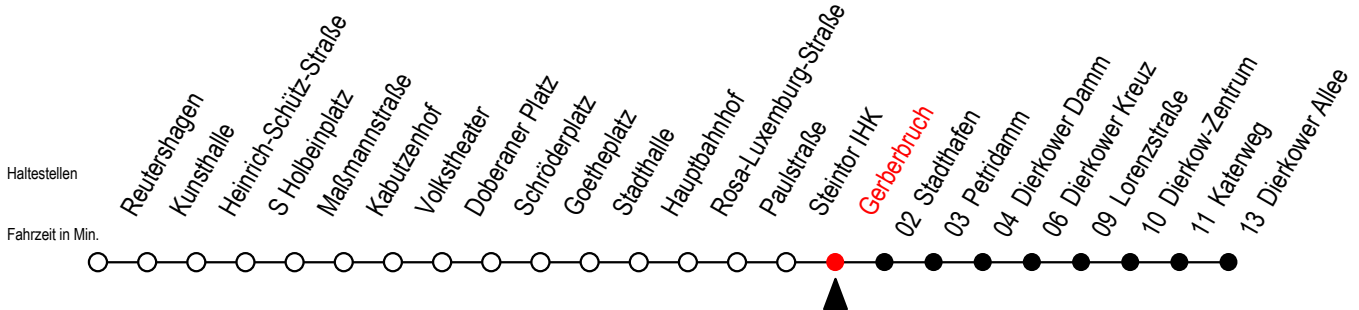 Haltestellen
Fahrzeit in Min.
Reutershagen
Kunsthalle
Heinrich-Schütz-Straße
S Holbeinplatz
Maßmannstraße
Kabutzenhof
Volkstheater
Doberaner Platz
Schröderplatz
Goetheplatz
Stadthalle
Hauptbahnhof
Rosa-Luxemburg-Straße
Paulstraße
Steintor IHK
Gerberbruch
02 Stadthafen
03 Petridamm
04 Dierkower Damm
06 Dierkower Kreuz
09 Lorenzstraße
10 Dierkow-Zentrum
11 Katerweg
13 Dierkower Allee